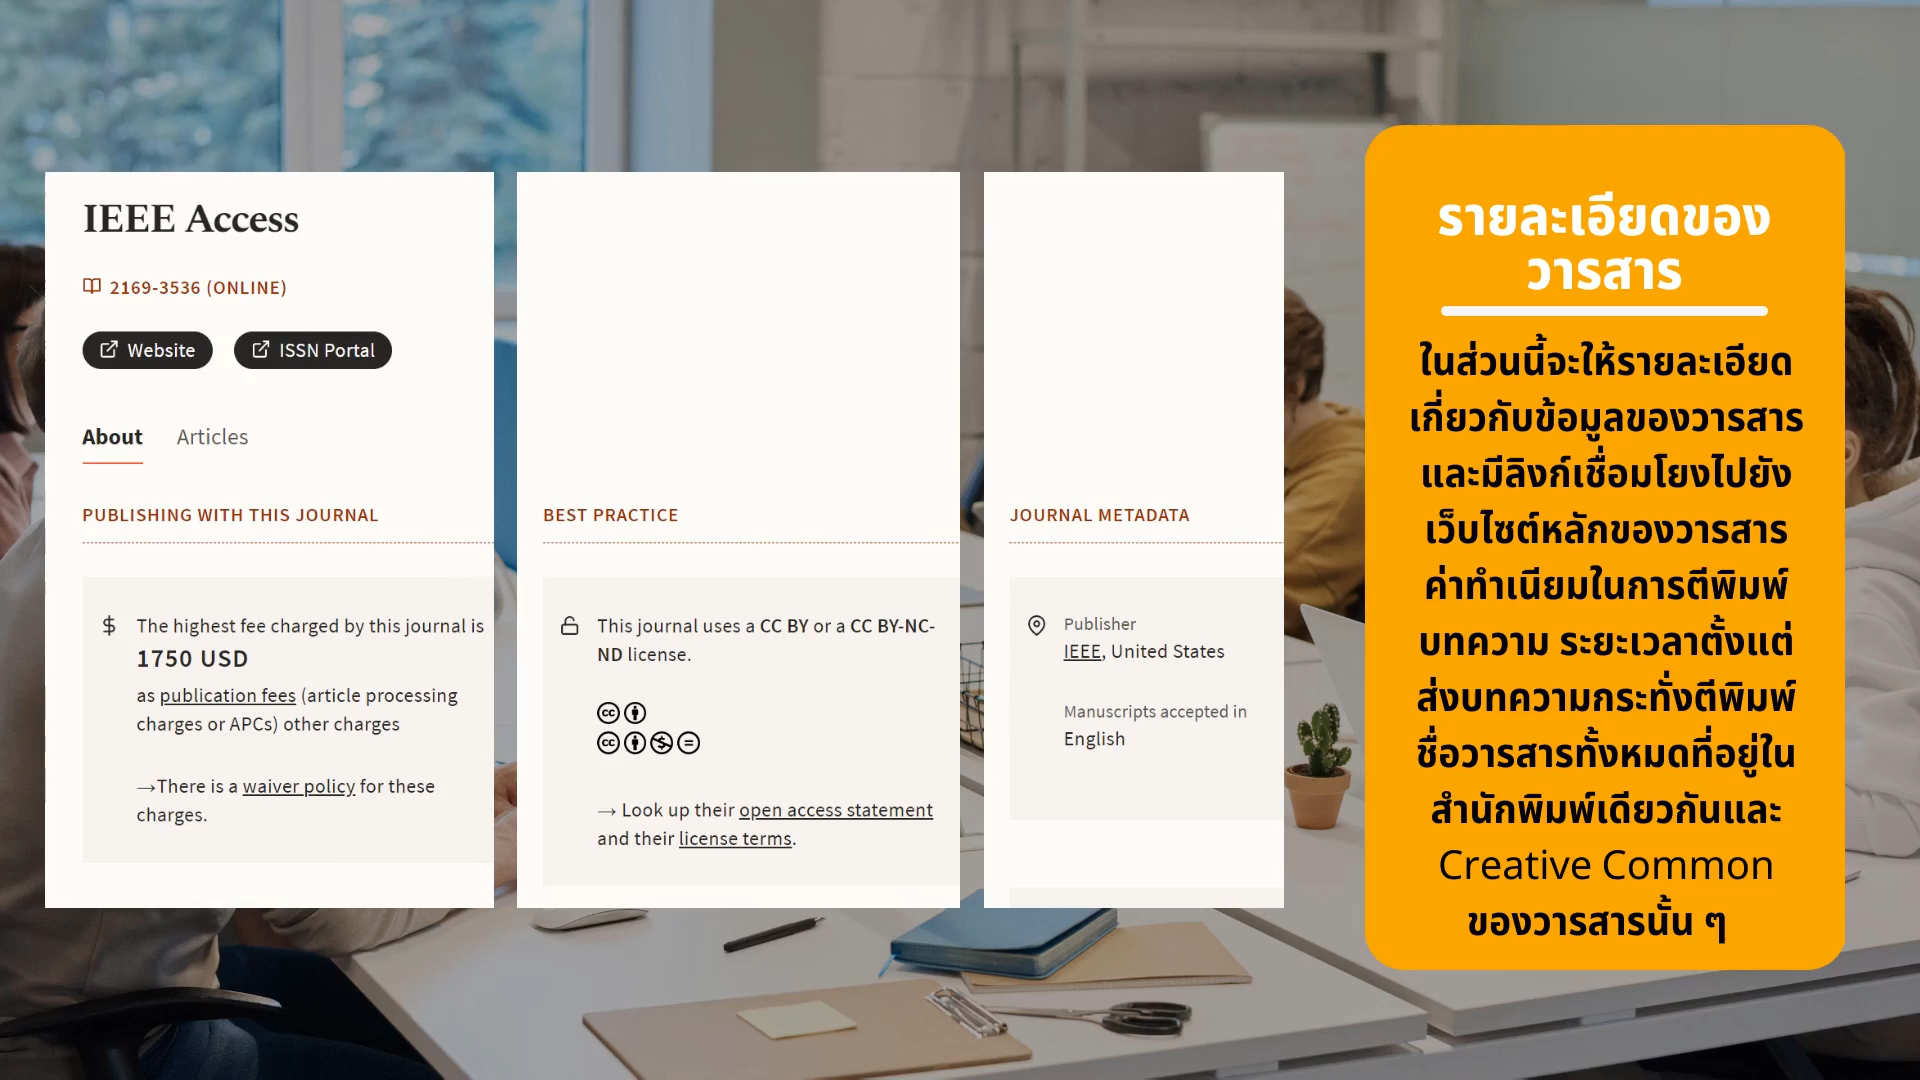 IEEE Access
2169-3536 (ONLINE)
Website
ISSN Portal
About
Articles
PUBLISHING WITH THIS JOURNAL
The highest fee charged by this journal is
1750 USD
as publication fees (article processing
charges or APCs) other charges
→There is a waiver policy for these
charges.
BEST PRACTICE
This journal uses a CC BY or a CC BY-NC-
ND license.
→ Look up their open access statement
and their license terms.
JOURNAL METADATA
Publisher
IEEE, United States
Manuscripts accepted in
English
รายละเอียดของ
วารสาร
ในส่วนนี้จะให้รายละเอียด
เกี่ยวกับข้อมูลของวารสาร
และมีลิงก์เชื่อมโยงไปยัง
เว็บไซต์หลักของวารสาร
ค่าทำเนียมในการตีพิมพ์
บทความ ระยะเวลาตั้งแต่
ส่งบทความกระทั่งตีพิมพ์
ชื่อวารสารทั้งหมดที่อยู่ใน
สำนักพิมพ์เดียวกันและ
Creative Common
ของวารสารนั้น ๆ